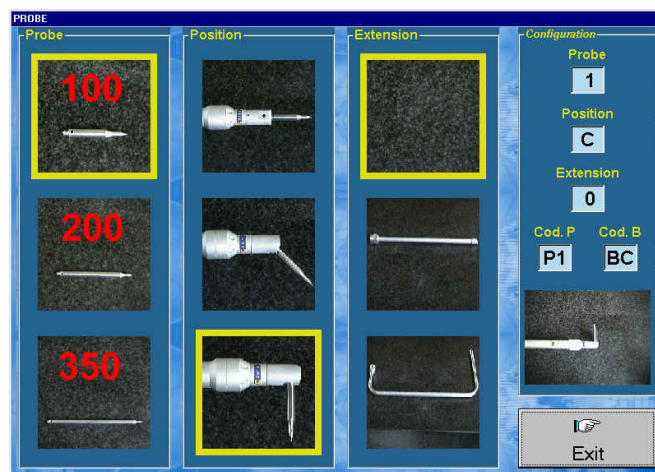 PROBE
Probe
100
200
350
Position
Extension
Configuration
Probe
1
Position
C
Extension
0
Cod. P Cod. B
P1 BC
Exit